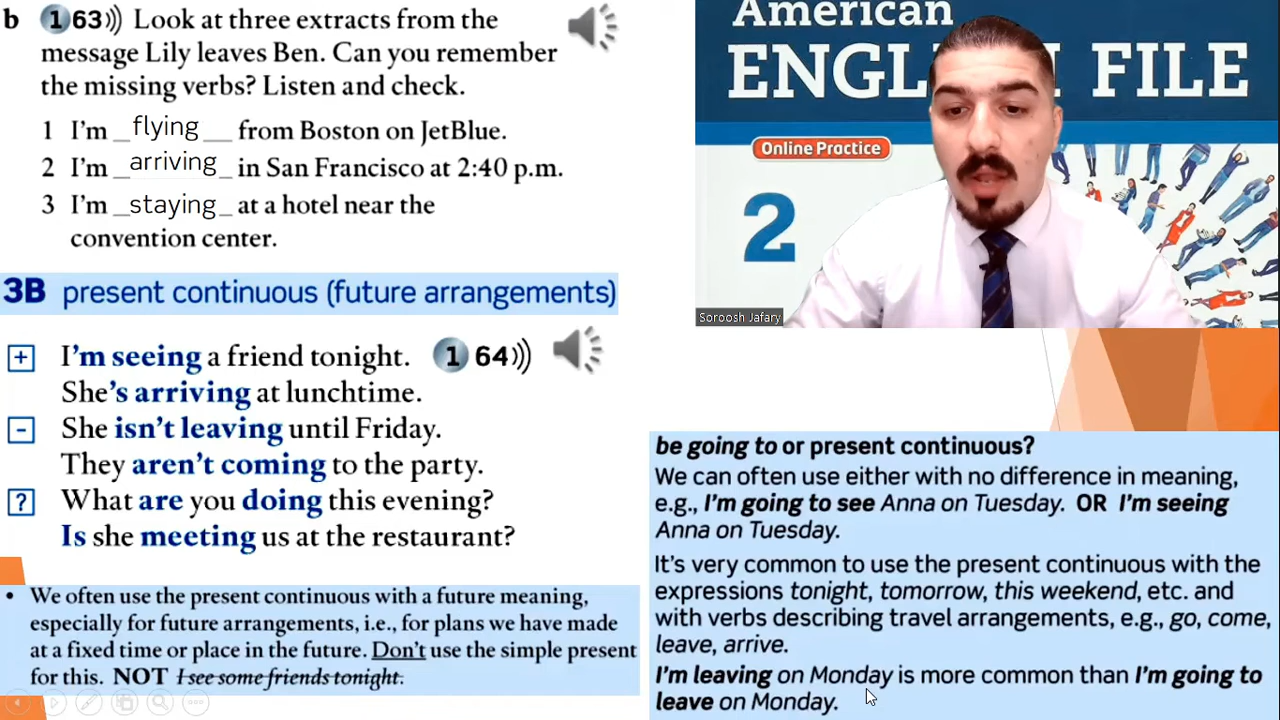 b 1 63 Look at three extracts from the
message Lily leaves Ben. Can you remember
the missing verbs? Listen and check.
1 I'm _flying__ from Boston on JetBlue.
2 I'm _arriving_ in San Francisco at 2:40 p.m.
3 I'm _staying_ at a hotel near the
convention center.
3B present continuous (future arrangements)
+ I'm seeing a friend tonight. 1 64
She's arriving at lunchtime.
- She isn't leaving until Friday.
They aren't coming to the party.
? What are you doing this evening?
Is she meeting us at the restaurant?
• We often use the present continuous with a future meaning,
especially for future arrangements, i.e., for plans we have made
at a fixed time or place in the future. Don't use the simple present
for this. NOT I see some friends tonight.
American
ENGL FILE
Online Practice
2
Soroosh Jafary
be going to or present continuous?
We can often use either with no difference in meaning,
e.g., I'm going to see Anna on Tuesday. OR I'm seeing
Anna on Tuesday.
It's very common to use the present continuous with the
expressions tonight, tomorrow, this weekend, etc. and
with verbs describing travel arrangements, e.g., go, come,
leave, arrive.
I'm leaving on Monday is more common than I'm going to
leave on Monday.